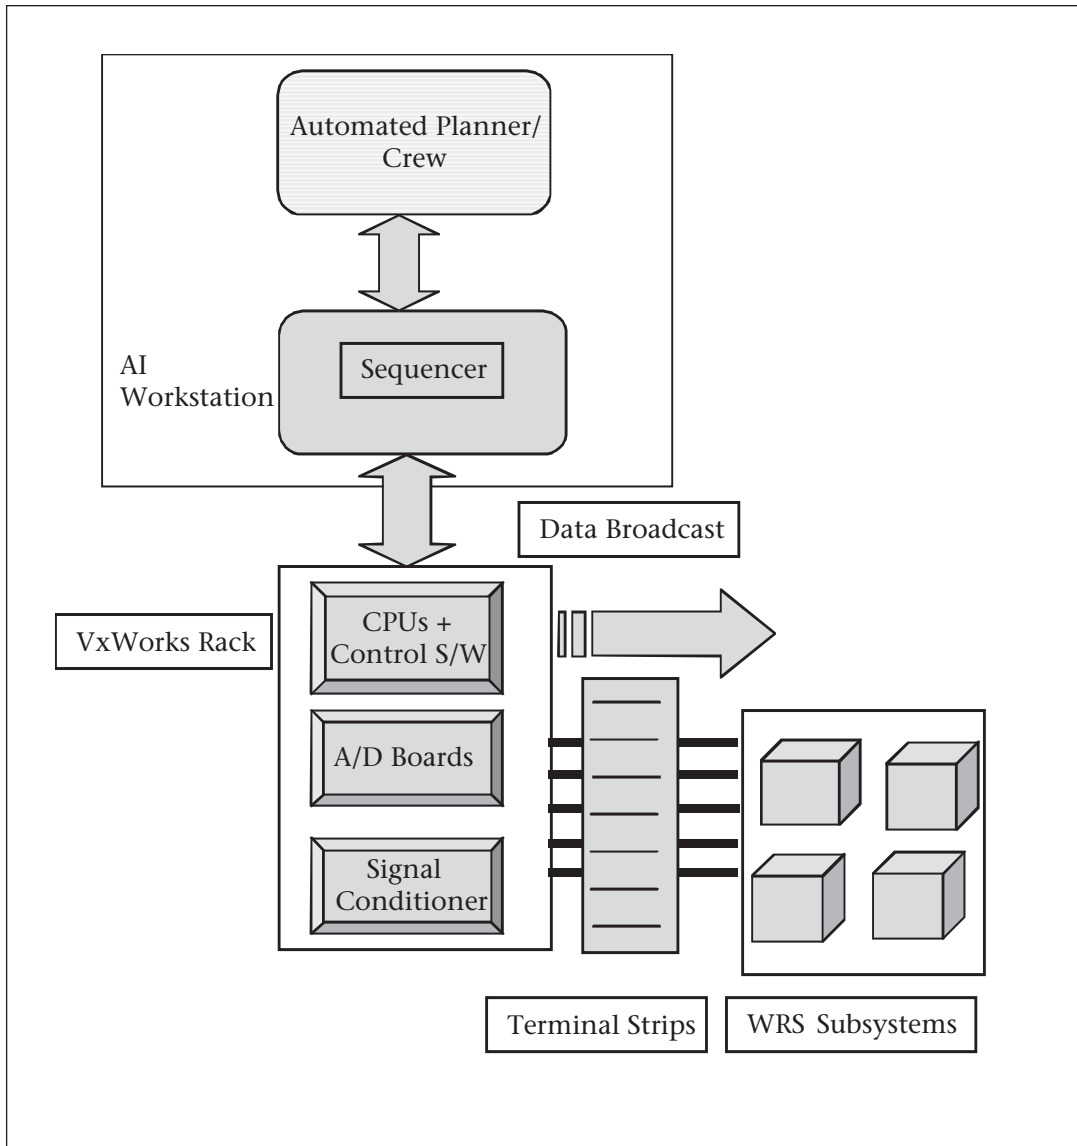 Automated Planner/
Crew
AI
Workstation
Sequencer
Data Broadcast
VxWorks Rack
CPUs +
Control S/W
A/D Boards
Signal
Conditioner
Terminal Strips
WRS Subsystems